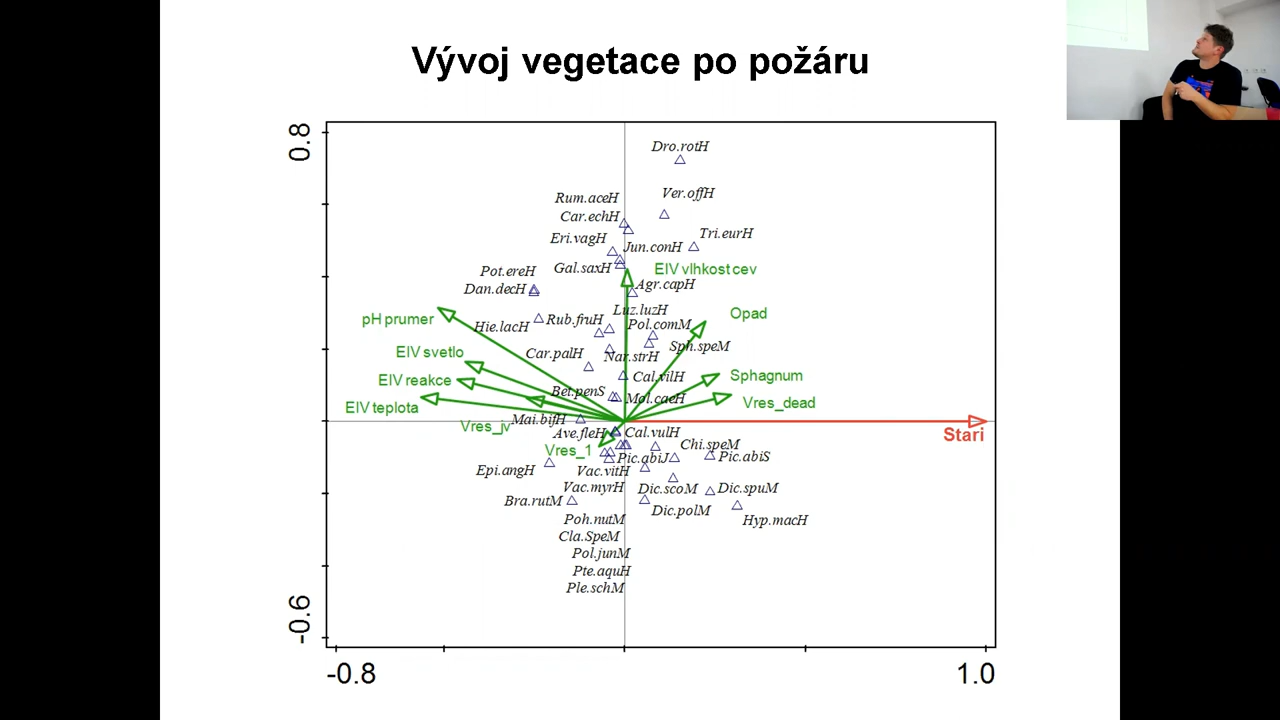 Vývoj vegetace po požáru
0.8
Dro.rotH
Rum.aceH
Ver.offH
Car.echH
Eri.vagH
Jun.conH
Tri.eurH
Pot.ereH
Gal.saxH
EIV vlhkost cev
Dan.decH
Agr.capH
pH prumer
Hie.lacH
Rub.fruH
Luz.luzH
Opad
Pol.comM
EIV svetlo
Car.palH
Nar.strH
Sph.speM
EIV reakce
Cal.vilH
Sphagnum
EIV teplota
Bet.penS
Mol.caeH
Vres_dead
Vres_jv
Mai.bifH
Ave.fleH
Cal.vulH
Stari
Vres_1
Chi.speM
Epi.angH
Pic.abiJ
Pic.abiS
Vac.vitH
Vac.myrH
Dic.scoM
Dic.spuM
Bra.rutM
Dic.polM
Poh.nutM
Hyp.macH
Cla.SpeM
Pol.junM
Pte.aquH
Ple.schM
-0.6
-0.8
1.0